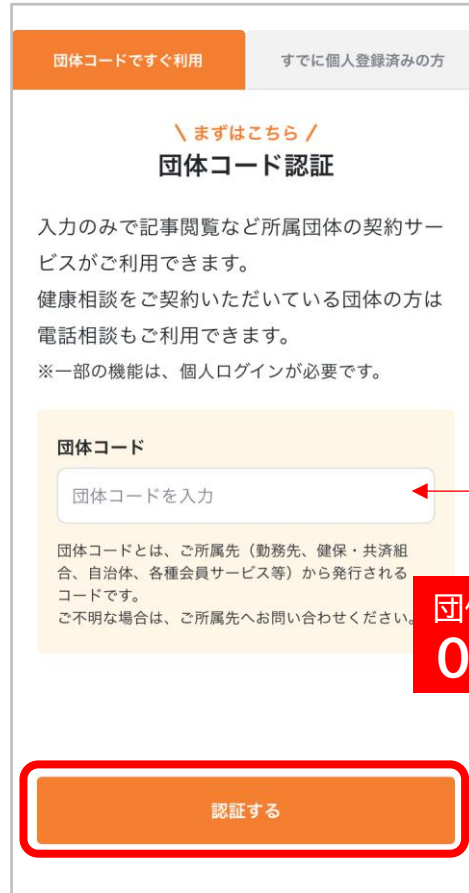 団体コードですぐ利用
すでに個人登録済みの方
\ まずはこちら /
団体コード認証
入力のみで記事閲覧など所属団体の契約サー
ビスがご利用できます。
健康相談をご契約いただいている団体の方は
電話相談もご利用できます。
※一部の機能は、個人ログインが必要です。
団体コード
団体コードを入力
団体コードとは、ご所属先（勤務先、健保・共済組
合、自治体、各種会員サービス等）から発行される
コードです。
ご不明な場合は、ご所属先へお問い合わせください。
団
0
認証する